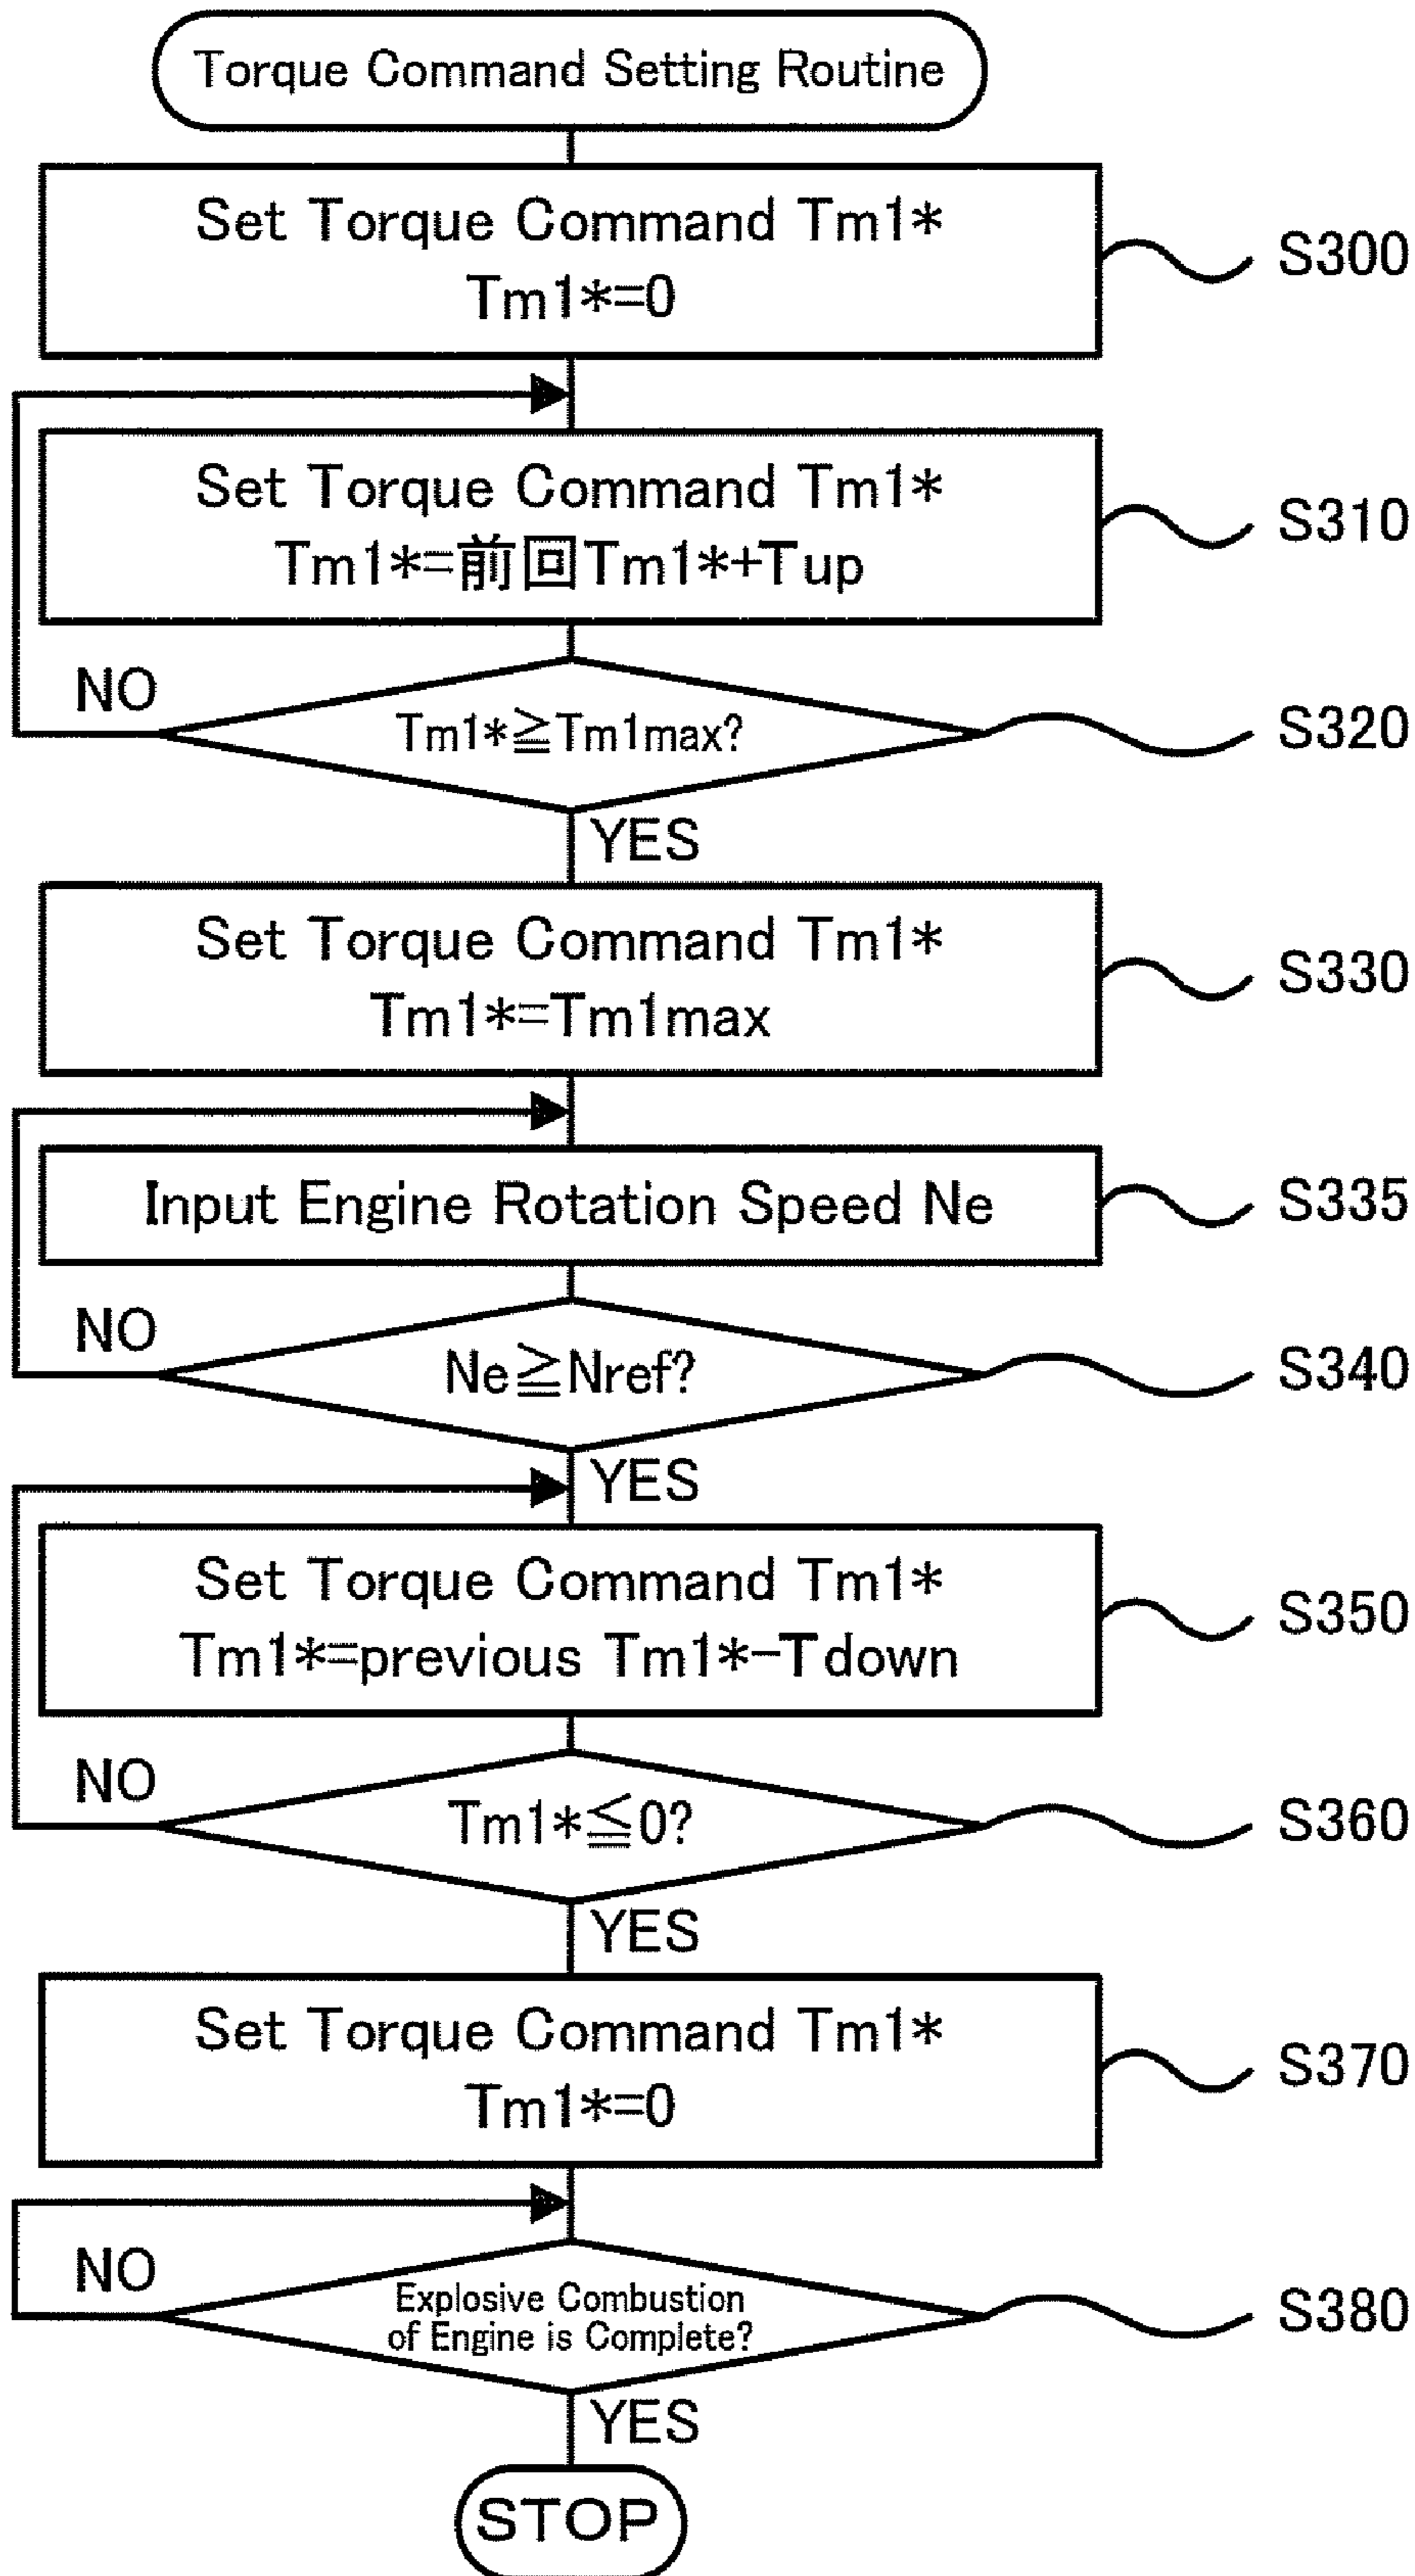 Torque Command Setting Routine
Set Torque Command Tm1*
Tm1*=0
S300
Set Torque Command Tm1*
Tm1*=前回Tm1*+Tup
S310
NO
Tm1*≧Tm1max?
S320
YES
Set Torque Command Tm1*
Tm1*=Tm1max
S330
Input Engine Rotation Speed Ne
S335
NO
Ne≧Nref?
S340
YES
Set Torque Command Tm1*
Tm1*=previous Tm1*-Tdown
S350
NO
Tm1*≦0?
S360
YES
Set Torque Command Tm1*
Tm1*=0
S370
NO
Explosive Combustion
of Engine is Complete?
S380
YES
STOP